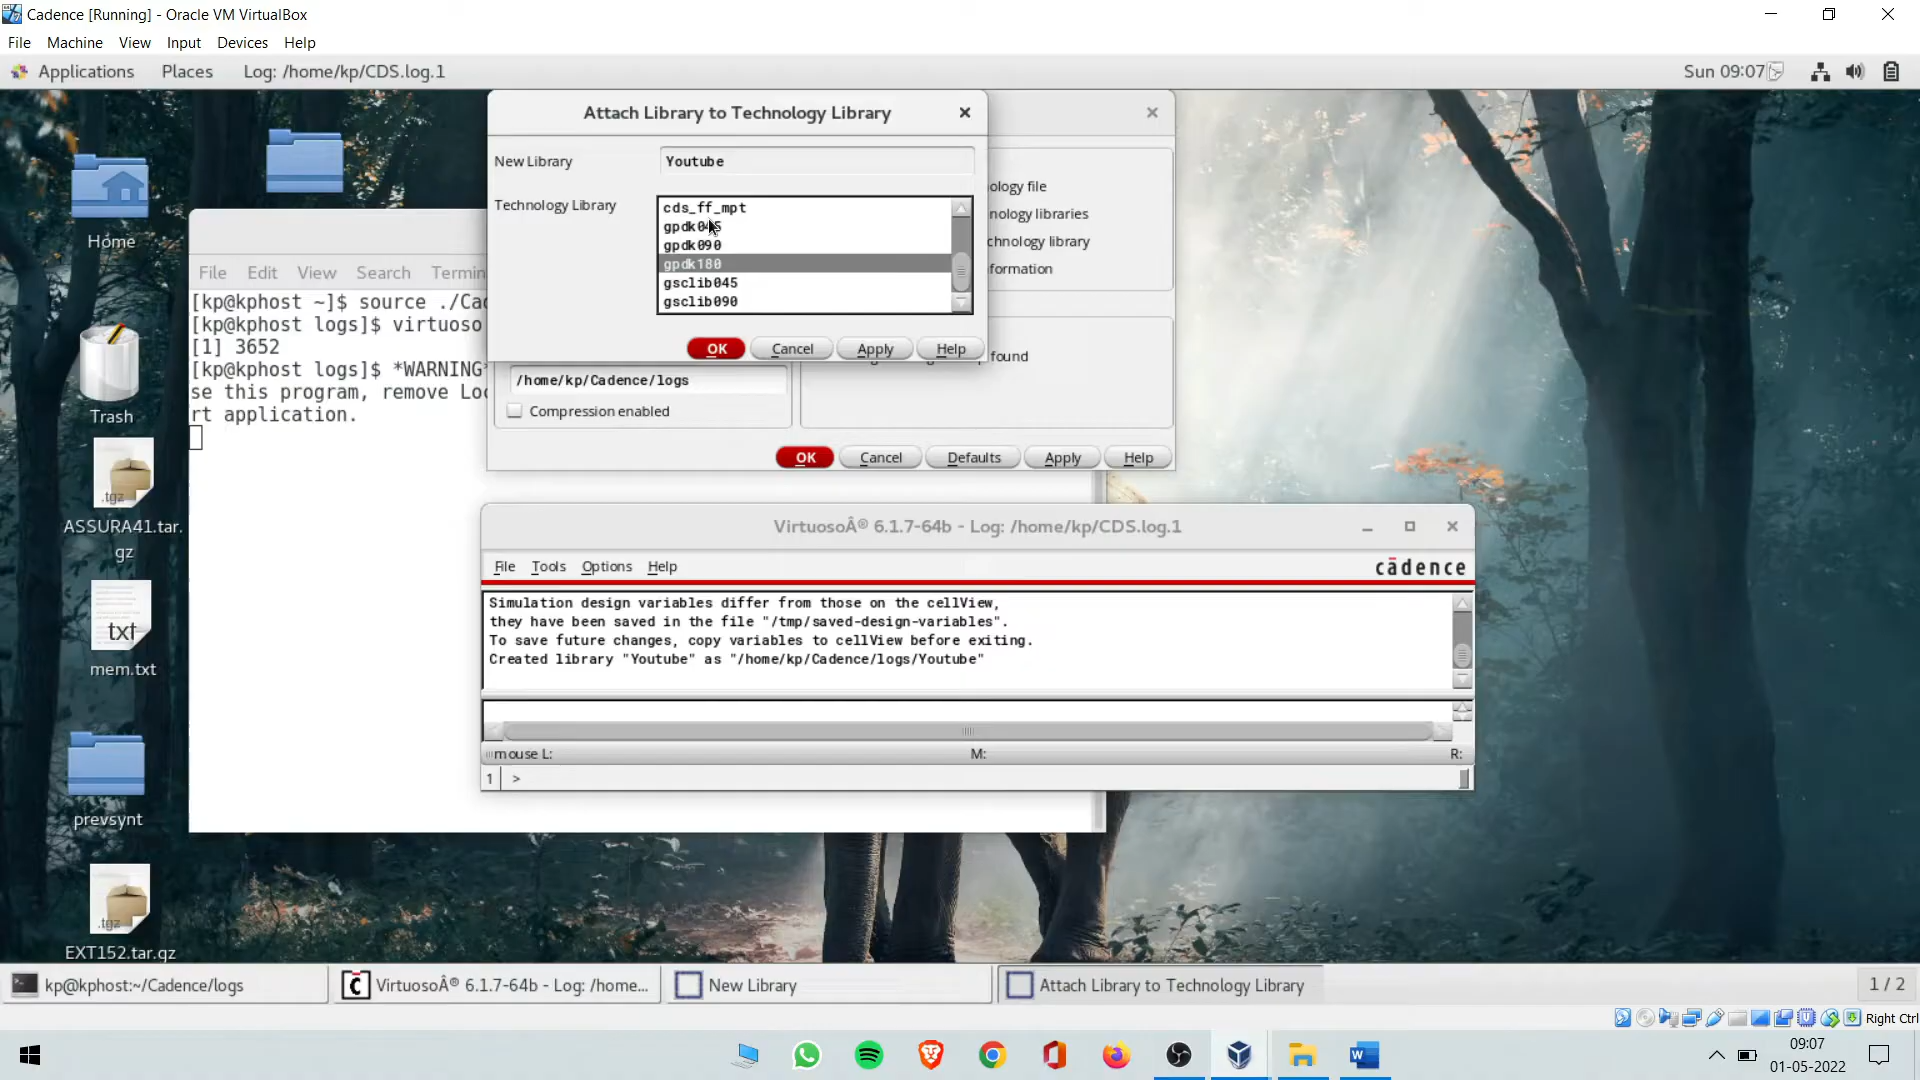 Cadence [Running] - Oracle VM VirtualBox
File Machine View Input Devices Help
Applications Places Log: /home/kp/CDS.log.1
Sun 09:07
Attach Library to Technology Library
New Library Youtube
Technology Library
cds_ff_mpt
gpdk045
gpdk090
gpdk180
gsclib045
gsclib090
OK Cancel Apply Help
ology file
nology libraries
chnology library
formation
found
/home/kp/Cadence/logs
Compression enabled
OK Cancel Defaults Apply Help
File Edit View Search Termin
[kp@kphost ~]$ source ./Cad
[kp@kphost logs]$ virtuoso
[1] 3652
[kp@kphost logs]$ *WARNING*
se this program, remove Loc
rt application.
Home
Trash
.tgz
ASSURA41.tar.
gz
txt
mem.txt
prevsynt
.tgz
EXT152.tar.gz
VirtuosoÂ® 6.1.7-64b - Log: /home/kp/CDS.log.1
File Tools Options Help
cādence
Simulation design variables differ from those on the cellView,
they have been saved in the file "/tmp/saved-design-variables".
To save future changes, copy variables to cellView before exiting.
Created library "Youtube" as "/home/kp/Cadence/logs/Youtube"
mouse L: M: R:
1 >
kp@kphost:~/Cadence/logs
VirtuosoÂ® 6.1.7-64b - Log: /home...
New Library
Attach Library to Technology Library
1 / 2
Right Ctrl
09:07
01-05-2022